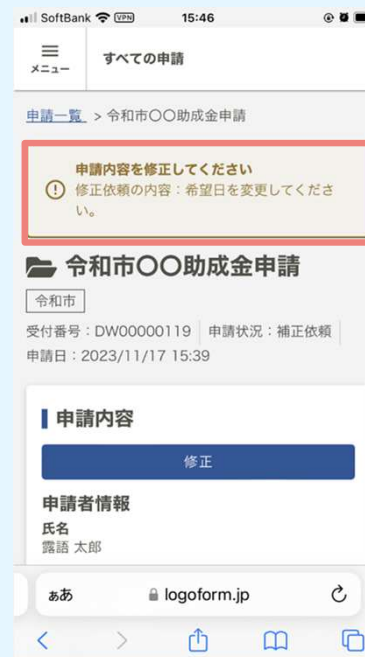 SoftBank VPN 15:46
メニュー
すべての申請
申請一覧 > 令和市〇〇助成金申請
申請内容を修正してください
修正依頼の内容：希望日を変更してくださ
い。
令和市〇〇助成金申請
令和市
受付番号：DW00000119 申請状況：補正依頼
申請日：2023/11/17 15:39
申請内容
修正
申請者情報
氏名
露語 太郎
ぁあ logoform.jp